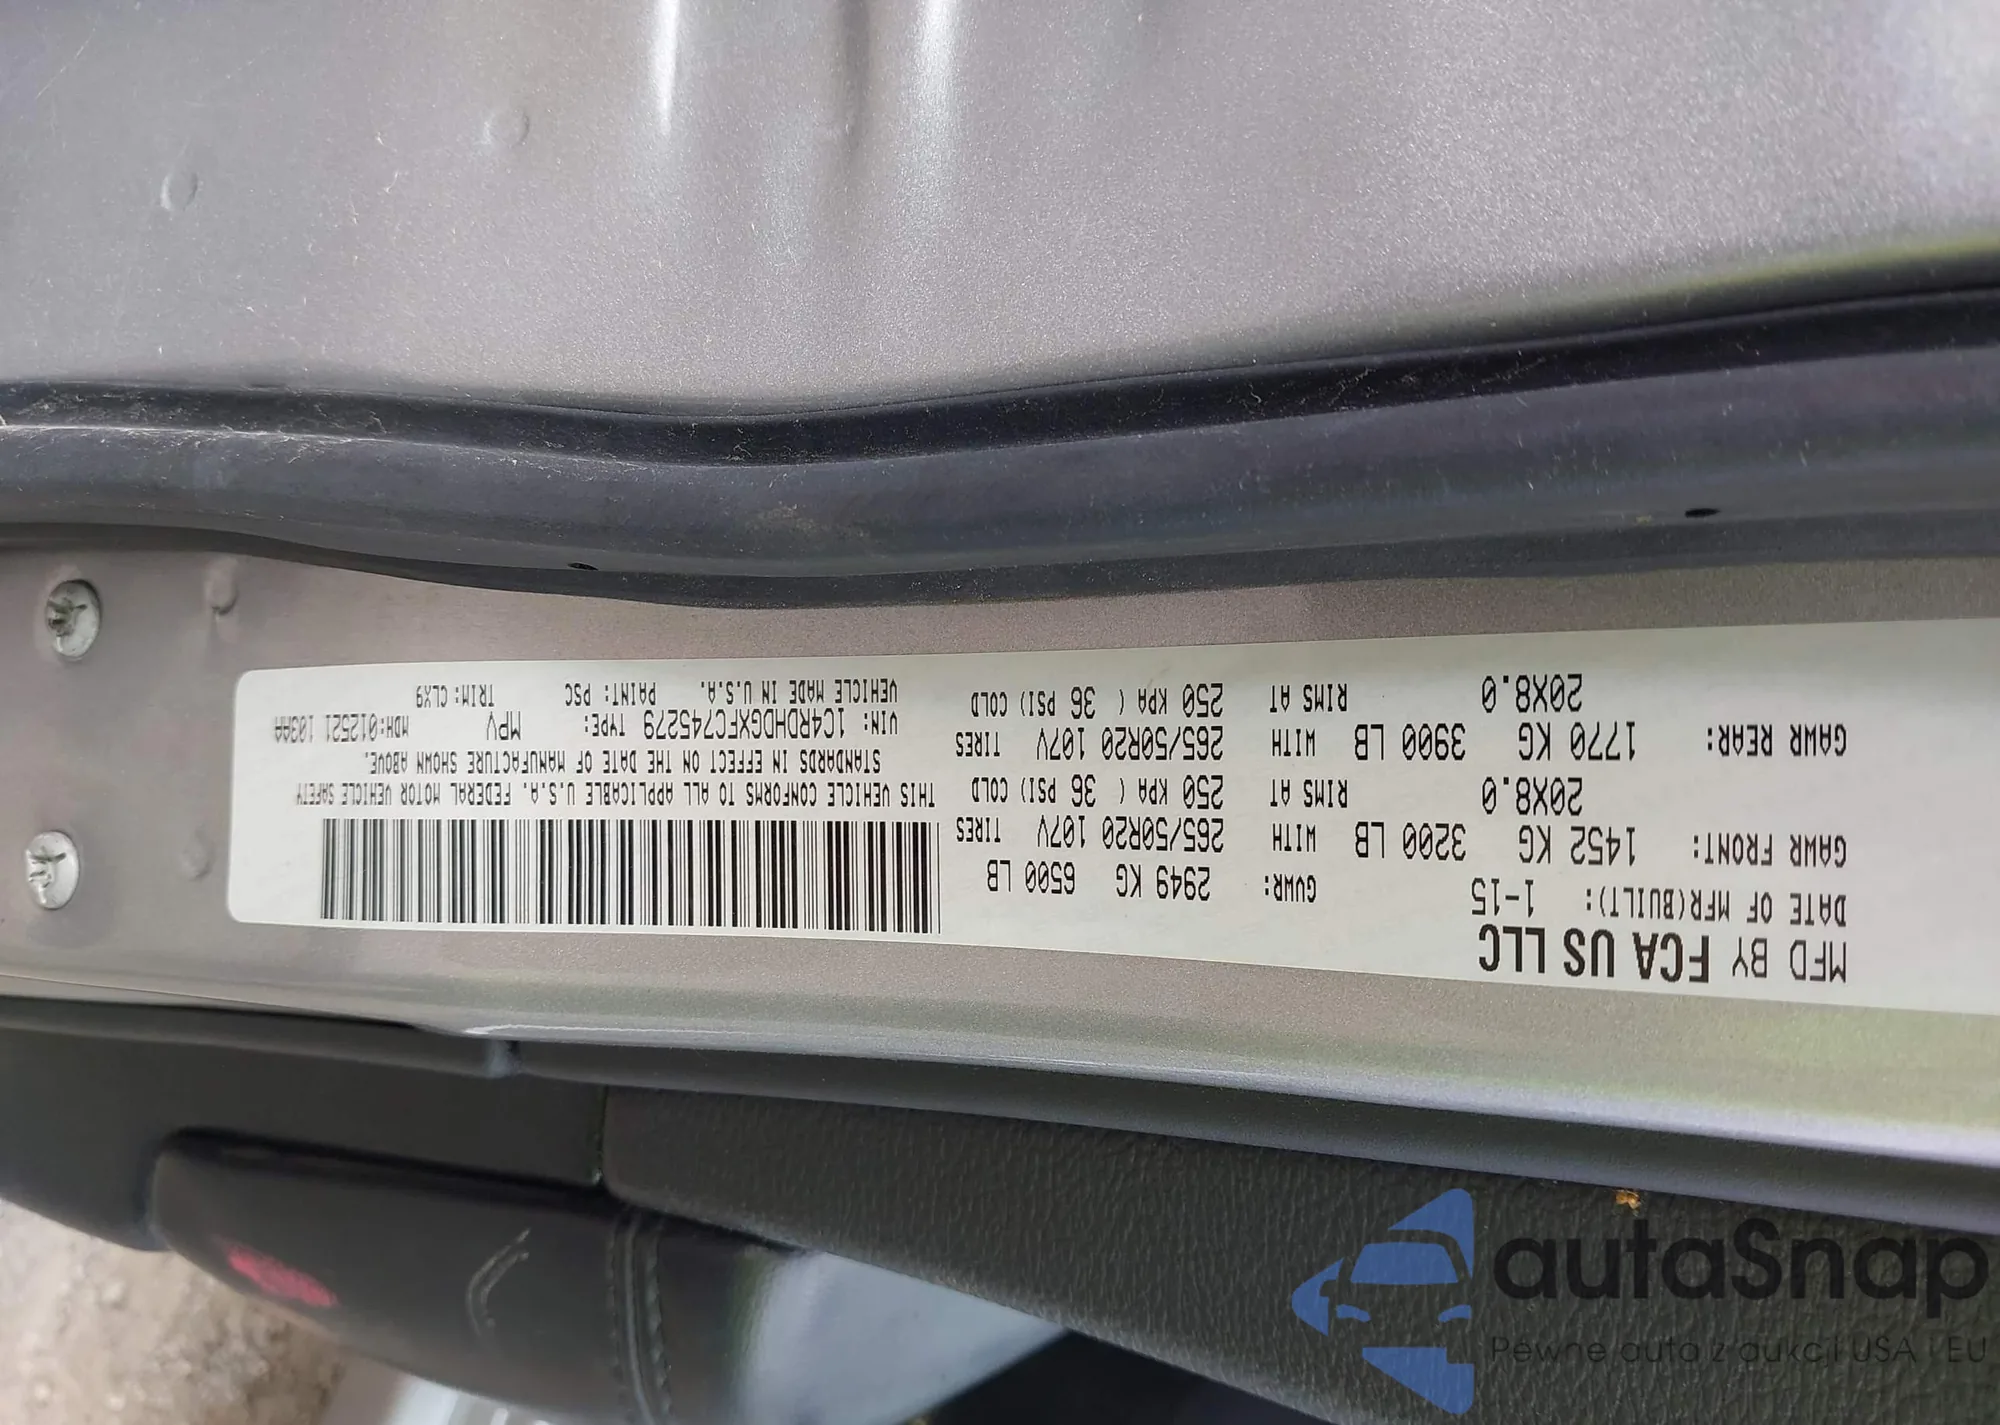 MFD BY FCA US LLC
DATE OF MFR(BUILT): 1-15 GVWR: 2949 KG 6500 LB
GAWR FRONT: 1452 KG 3200 LB WITH 265/50R20 107V TIRES
20X8.0 RIMS AT 250 KPA ( 36 PSI) COLD
GAWR REAR: 1770 KG 3900 LB WITH 265/50R20 107V TIRES
20X8.0 RIMS AT 250 KPA ( 36 PSI) COLD
THIS VEHICLE CONFORMS TO ALL APPLICABLE U.S.A. FEDERAL MOTOR VEHICLE SAFETY
STANDARDS IN EFFECT ON THE DATE OF MANUFACTURE SHOWN ABOVE.
VIN: 1C4RDHDGXFC745279 TYPE: MPV MDH:012521 103AA
VEHICLE MADE IN U.S.A. PAINT: PSC TRIM: CLX9
autaSnap
Pewne auta z aukcji USA i EU